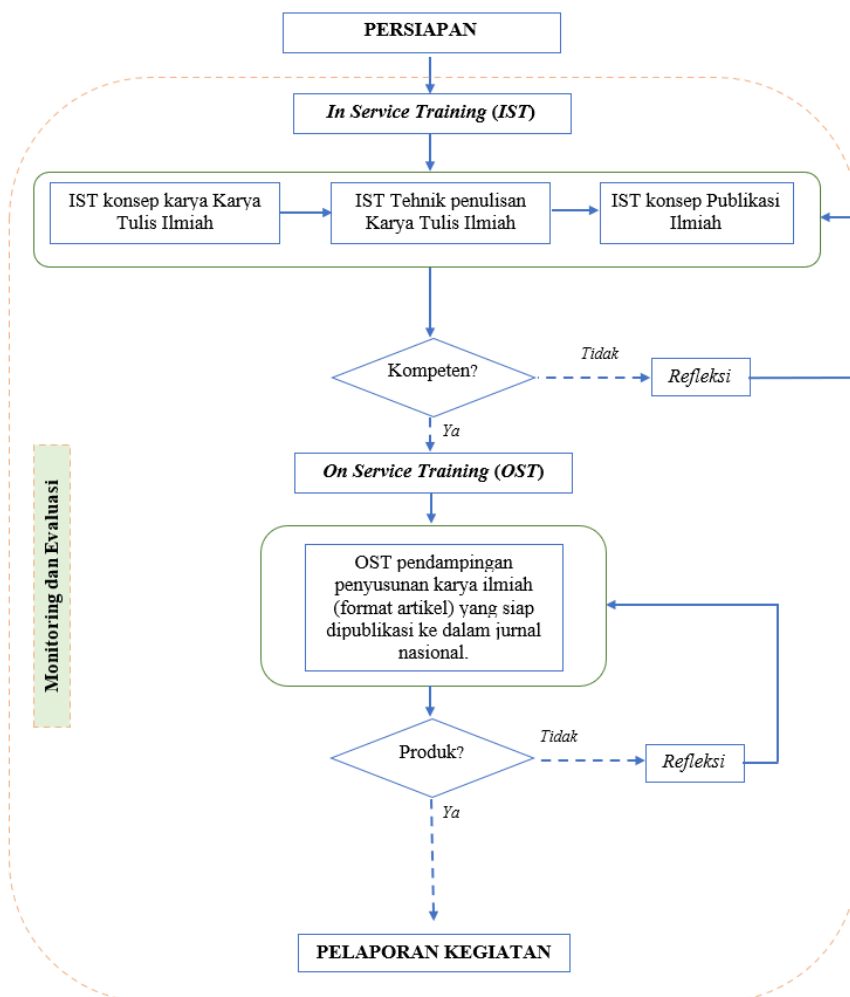 PERSIAPAN
In Service Training (IST)
IST konsep karya Karya
Tulis Ilmiah
IST Tehnik penulisan
Karya Tulis Ilmiah
IST konsep Publikasi
Ilmiah
Kompeten?
Tidak
Refleksi
Ya
On Service Training (OST)
Monitoring dan Evaluasi
OST pendampingan
penyusunan karya ilmiah
(format artikel) yang siap
dipublikasi ke dalam jurnal
nasional.
Produk?
Tidak
Refleksi
Ya
PELAPORAN KEGIATAN